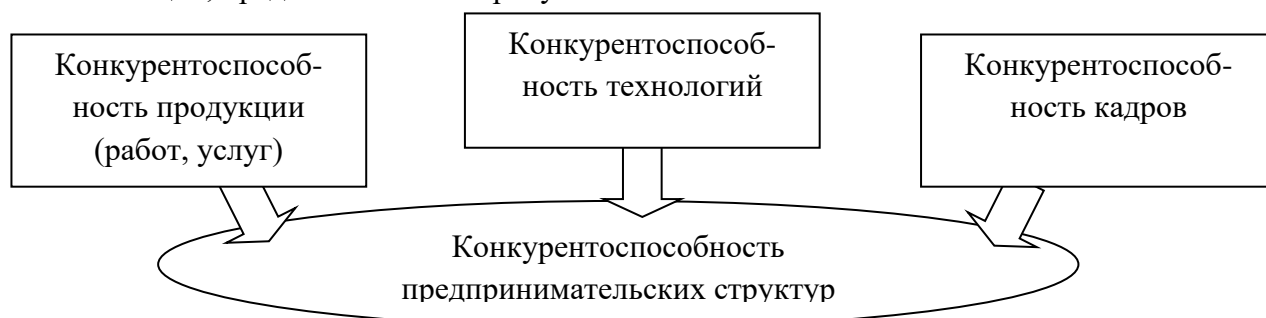 Конкурентоспособ-
ность продукции
(работ, услуг)
Конкурентоспособ-
ность технологий
Конкурентоспособ-
ность кадров
Конкурентоспособность
предпринимательских структур